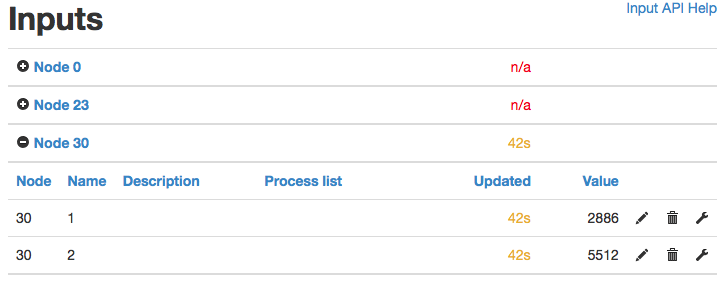 Inputs
Input API Help
Node 0 n/a
Node 23 n/a
Node 30 42s
Node Name Description Process list Updated Value
30 1 42s 2886
30 2 42s 5512